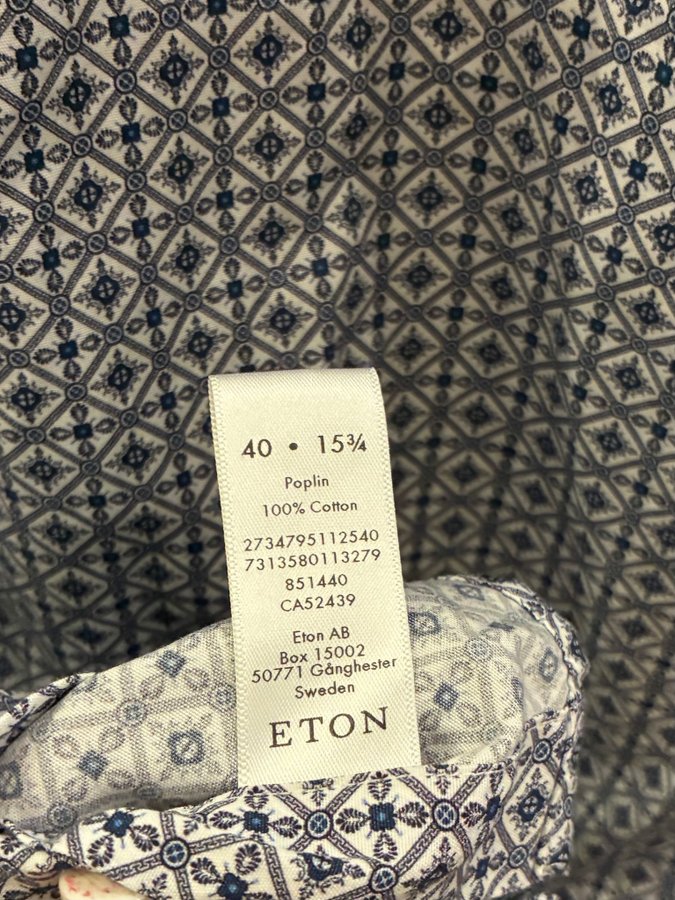 40 • 15¾
Poplin
100% Cotton
2734795112540
7313580113279
851440
CA52439
Eton AB
Box 15002
50771 Gånghester
Sweden
ETON